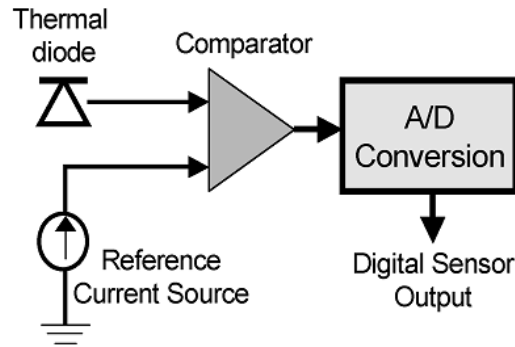 Thermal
diode
Comparator
A/D
Conversion
Reference
Current Source
Digital Sensor
Output